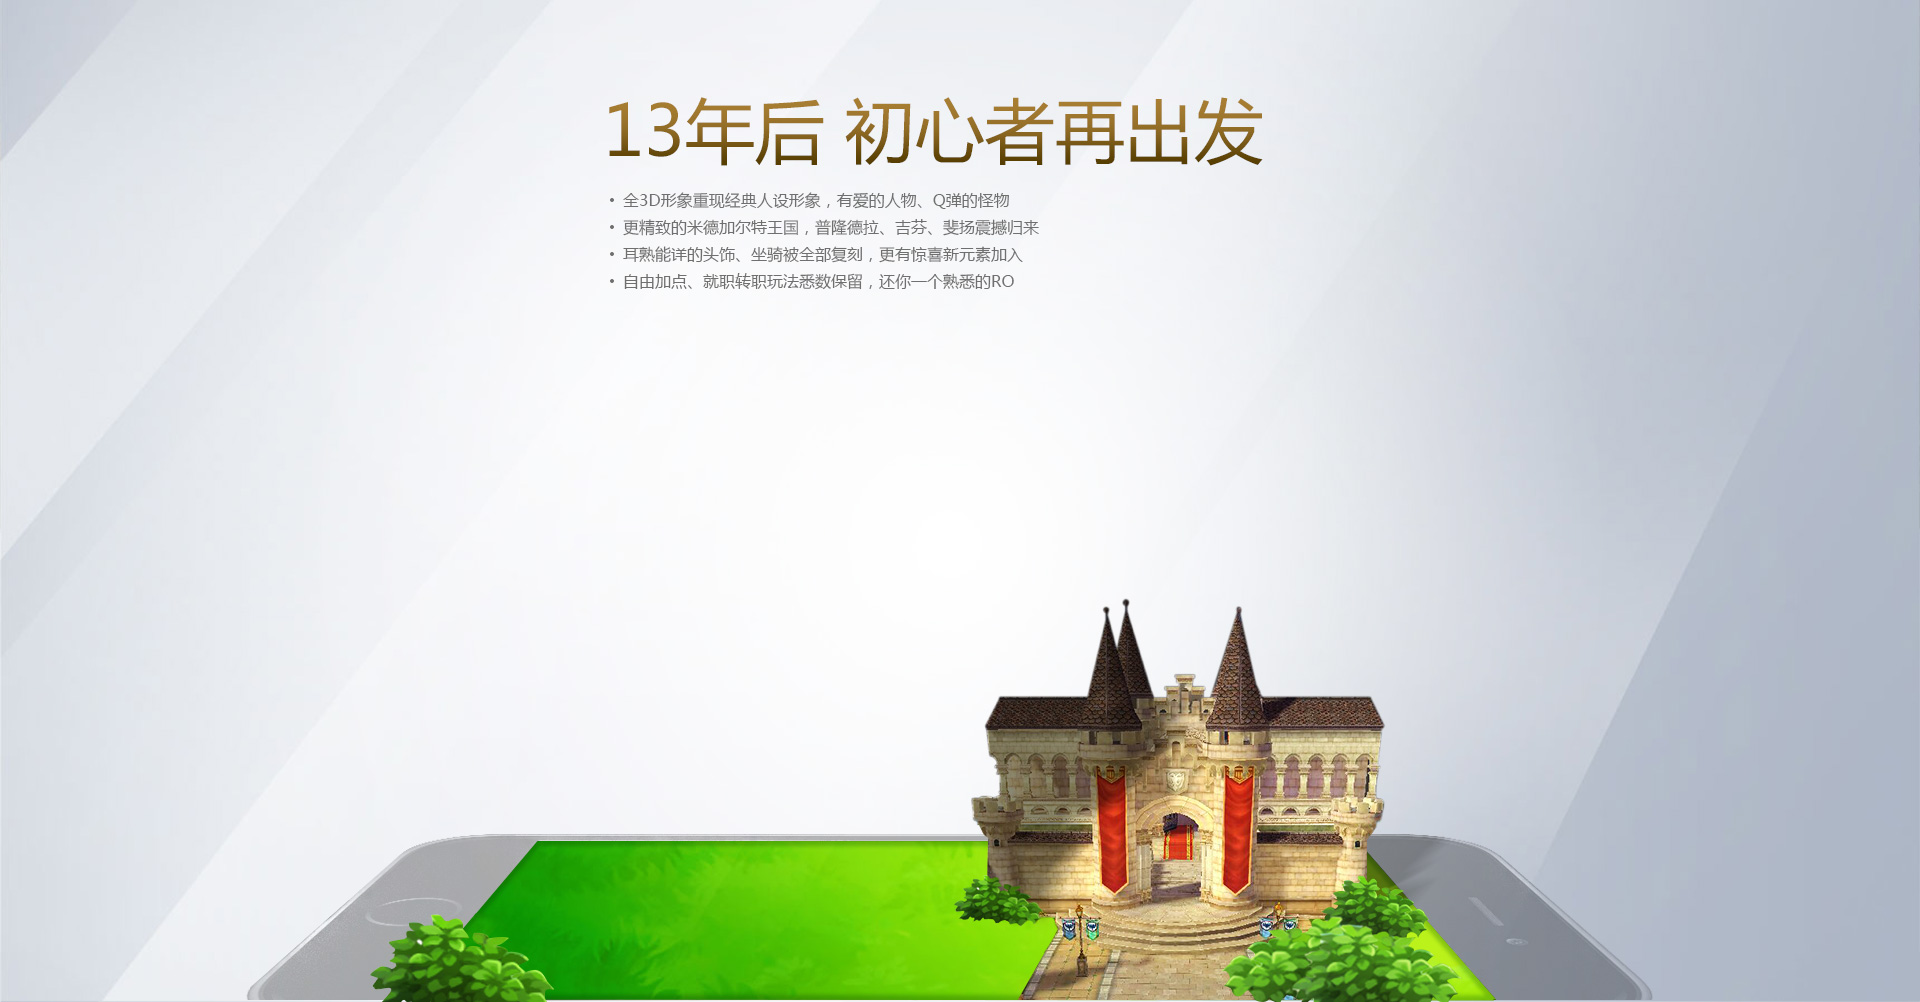 13年后 初心者再出发
• 全3D形象重现经典人设形象，有爱的人物、Q弹的怪物
• 更精致的米德加尔特王国，普隆德拉、吉芬、斐扬震撼归来
• 耳熟能详的头饰、坐骑被全部复刻，更有惊喜新元素加入
• 自由加点、就职转职玩法悉数保留，还你一个熟悉的RO